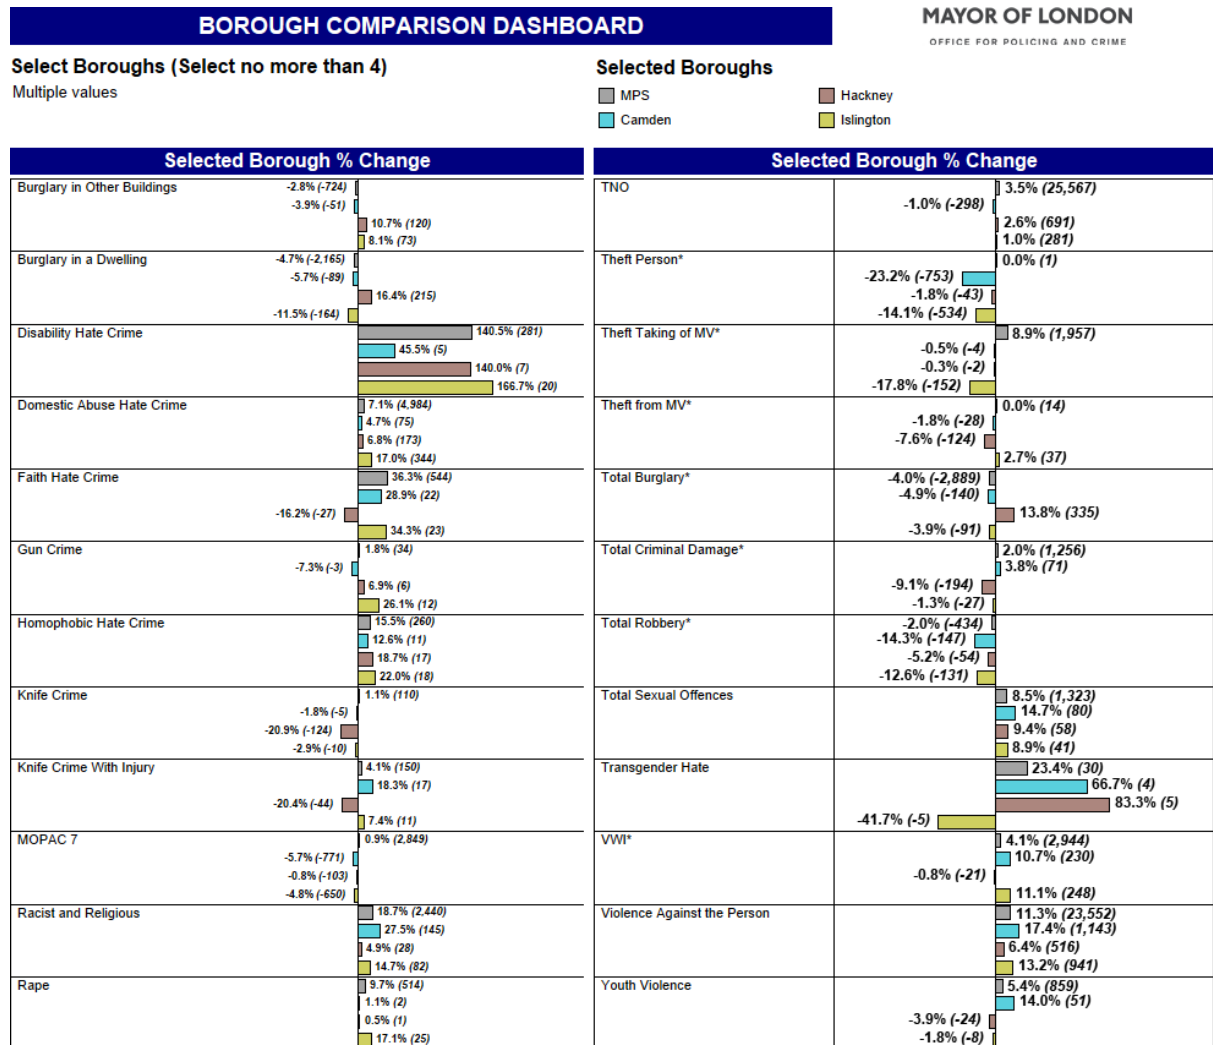 BOROUGH COMPARISON DASHBOARD
MAYOR OF LONDON
OFFICE FOR POLICING AND CRIME
Select Boroughs (Select no more than 4)
Multiple values
Selected Boroughs
MPS
Hackney
Camden
Islington
Selected Borough % Change
Burglary in Other Buildings
-2.8% (-724)
-3.9% (-51)
10.7% (120)
8.1% (73)
Burglary in a Dwelling
-4.7% (-2,165)
-5.7% (-89)
16.4% (215)
-11.5% (-164)
Disability Hate Crime
140.5% (281)
45.5% (5)
140.0% (7)
166.7% (20)
Domestic Abuse Hate Crime
7.1% (4,984)
4.7% (75)
6.8% (173)
17.0% (344)
Faith Hate Crime
36.3% (544)
28.9% (22)
-16.2% (-27)
34.3% (23)
Gun Crime
1.8% (34)
-7.3% (-3)
6.9% (6)
26.1% (12)
Homophobic Hate Crime
15.5% (260)
12.6% (11)
18.7% (17)
22.0% (18)
Knife Crime
1.1% (110)
-1.8% (-5)
-20.9% (-124)
-2.9% (-10)
Knife Crime With Injury
4.1% (150)
18.3% (17)
-20.4% (-44)
7.4% (11)
MOPAC 7
0.9% (2,849)
-5.7% (-771)
-0.8% (-103)
-4.8% (-650)
Racist and Religious
18.7% (2,440)
27.5% (145)
4.9% (28)
14.7% (82)
Rape
9.7% (514)
1.1% (2)
0.5% (1)
17.1% (25)
Selected Borough % Change
TNO
3.5% (25,567)
-1.0% (-298)
2.6% (691)
1.0% (281)
Theft Person*
0.0% (1)
-23.2% (-753)
-1.8% (-43)
-14.1% (-534)
Theft Taking of MV*
8.9% (1,957)
-0.5% (-4)
-0.3% (-2)
-17.8% (-152)
Theft from MV*
0.0% (14)
-1.8% (-28)
-7.6% (-124)
2.7% (37)
Total Burglary*
-4.0% (-2,889)
-4.9% (-140)
13.8% (335)
-3.9% (-91)
Total Criminal Damage*
2.0% (1,256)
3.8% (71)
-9.1% (-194)
-1.3% (-27)
Total Robbery*
-2.0% (-434)
-14.3% (-147)
-5.2% (-54)
-12.6% (-131)
Total Sexual Offences
8.5% (1,323)
14.7% (80)
9.4% (58)
8.9% (41)
Transgender Hate
23.4% (30)
66.7% (4)
83.3% (5)
-41.7% (-5)
VWI*
4.1% (2,944)
10.7% (230)
-0.8% (-21)
11.1% (248)
Violence Against the Person
11.3% (23,552)
17.4% (1,143)
6.4% (516)
13.2% (941)
Youth Violence
5.4% (859)
14.0% (51)
-3.9% (-24)
-1.8% (-8)